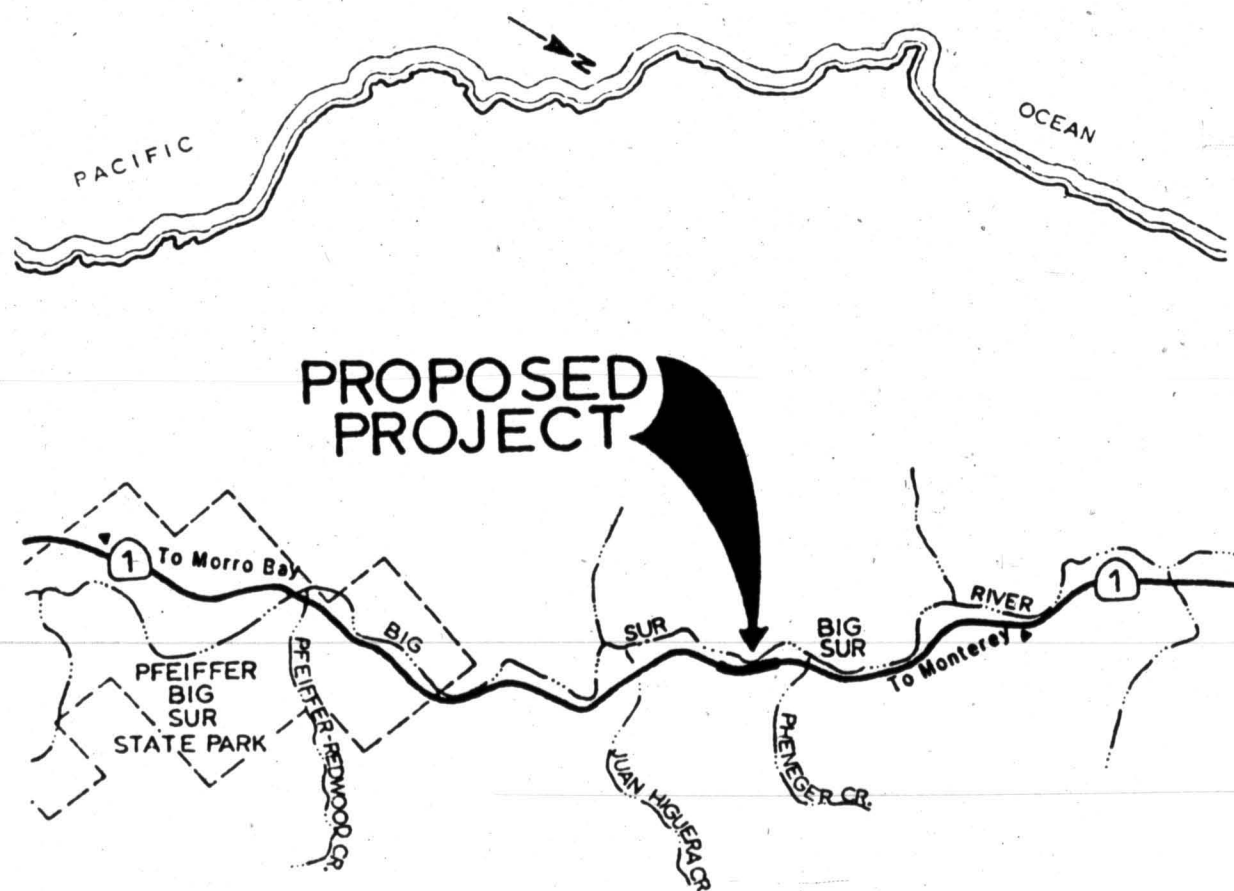 N
PACIFIC
OCEAN
PROPOSED
PROJECT
1
To Morro Bay
PFEIFFER
BIG
SUR
STATE PARK
PFEIFFER-REDWOOD CR.
BIG
SUR
JUAN HIGUERA CR
BIG
SUR
PHENEGER CR.
RIVER
To Monterey
1